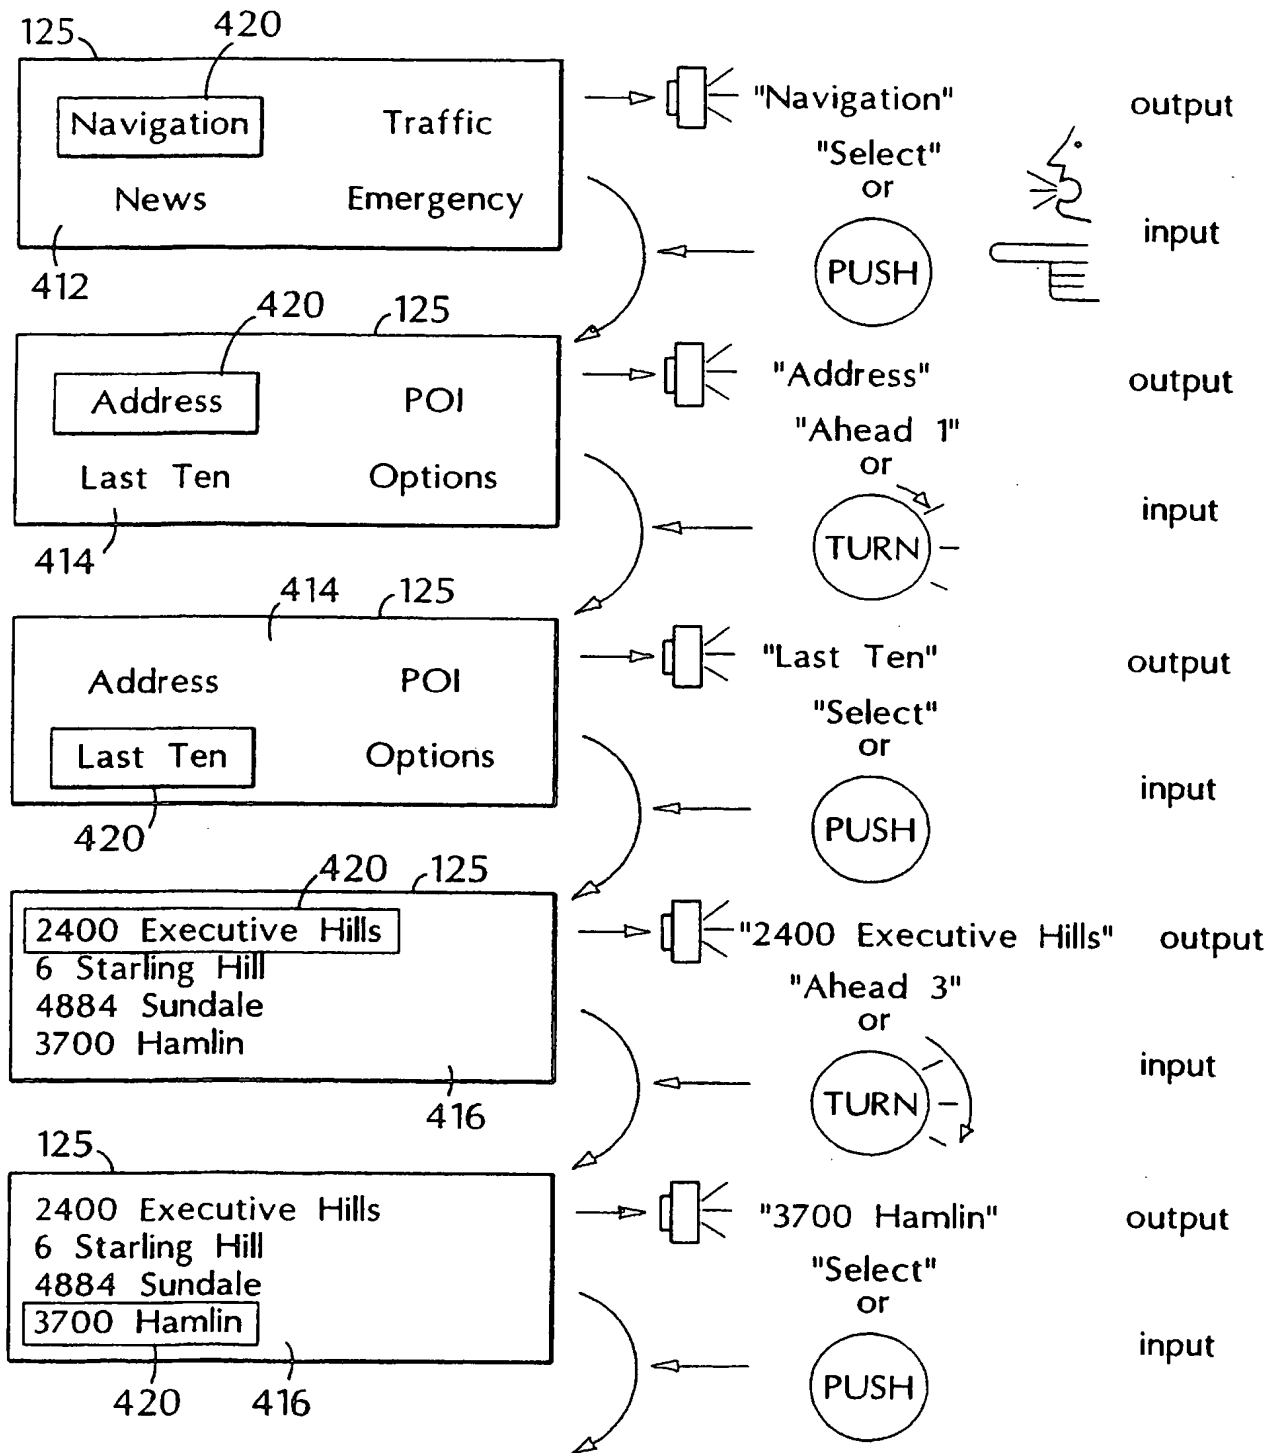 125 420
Navigation Traffic "Navigation" output
"Select"
or
News Emergency input
PUSH
412
420 125
Address POI "Address" output
"Ahead 1"
or
Last Ten Options input
TURN
414
414 125
Address POI "Last Ten" output
"Select"
or
Last Ten Options input
PUSH
420
420 125
2400 Executive Hills "2400 Executive Hills" output
6 Starling Hill
4884 Sundale "Ahead 3"
or
3700 Hamlin input
TURN
416
125
2400 Executive Hills "3700 Hamlin" output
6 Starling Hill
4884 Sundale "Select"
or
3700 Hamlin input
PUSH
420 416